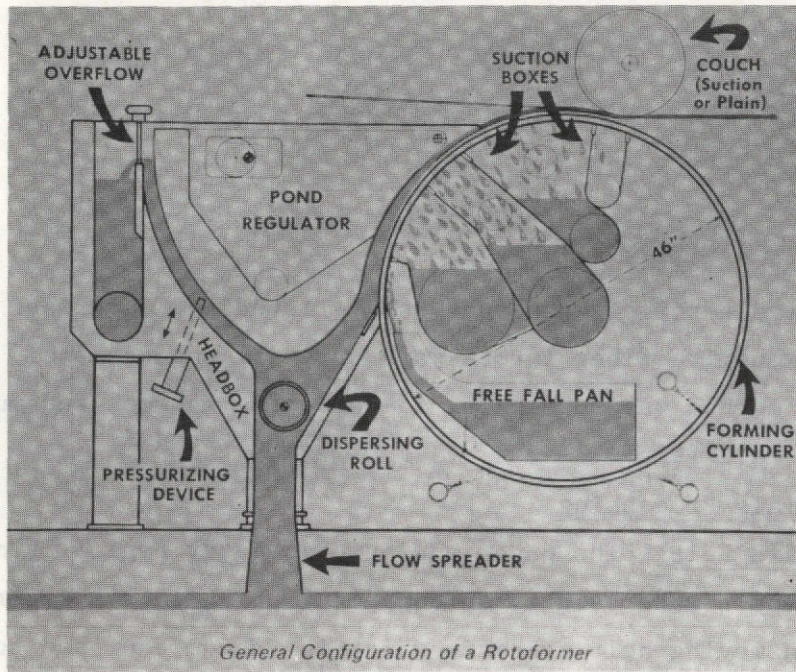 ADJUSTABLE
OVERFLOW
SUCTION
BOXES
COUCH
(Suction
or Plain)
POND
REGULATOR
46"
HEADBOX
FREE FALL PAN
FORMING
CYLINDER
DISPERSING
ROLL
PRESSURIZING
DEVICE
FLOW SPREADER
General Configuration of a Rotoformer